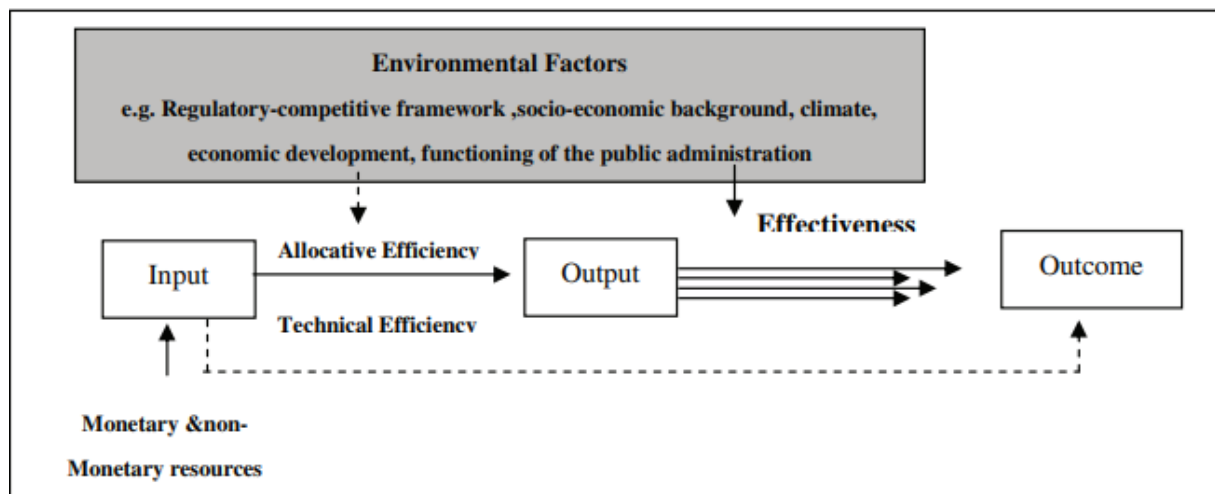 Environmental Factors
e.g. Regulatory-competitive framework ,socio-economic background, climate,
economic development, functioning of the public administration
Effectiveness
Allocative Efficiency
Input
Output
Outcome
Technical Efficiency
Monetary &non-
Monetary resources